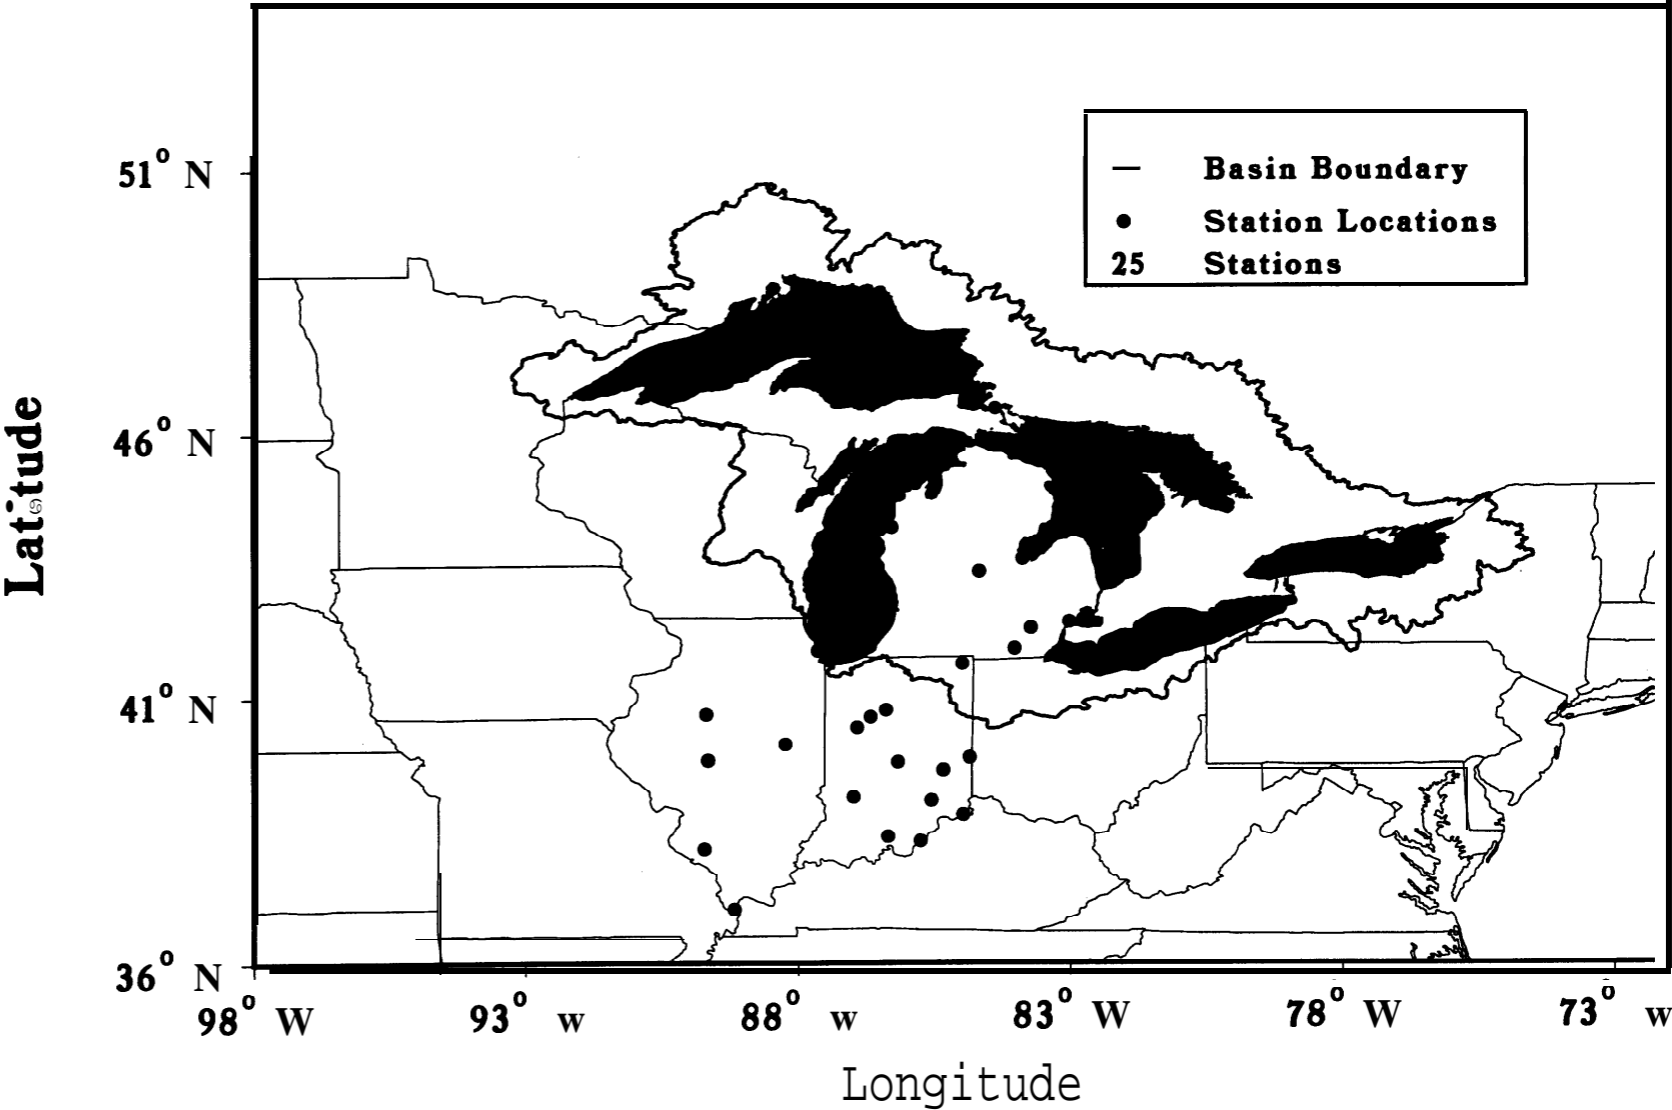 Basin Boundary
Station Locations
25 Stations
51° N
46° N
41° N
36° N
98° W
93° w
88° w
83° W
78° W
73° w
Longitude